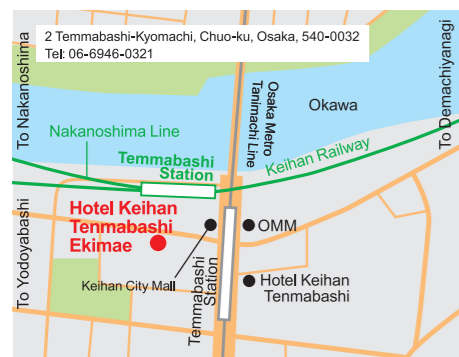 2 Temmabashi-Kyomachi, Chuo-ku, Osaka, 540-0032
Tel: 06-6946-0321
To Nakanoshima
Osaka Metro
Tanimachi Line
To Demachiyanagi
Okawa
Nakanoshima Line
Temmabashi
Station
Keihan Railway
To Yodoyabashi
Hotel Keihan
Tenmabashi
Ekimae
OMM
Keihan City Mall
Temmabashi
Station
Hotel Keihan
Tenmabashi